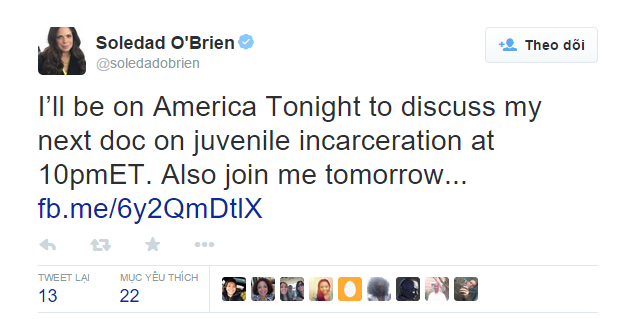 Soledad O'Brien
@soledadobrien
Theo dõi
I'll be on America Tonight to discuss my
next doc on juvenile incarceration at
10pmET. Also join me tomorrow...
fb.me/6y2QmDtlX
TWEET LẠI
MỤC YÊU THÍCH
13
22